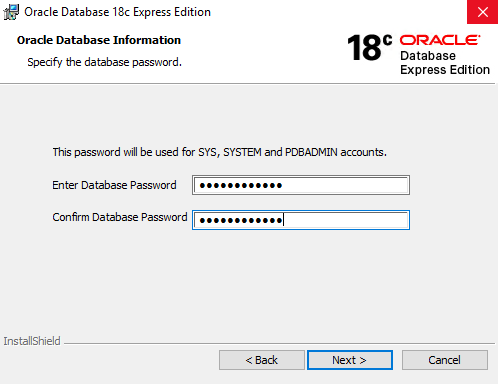 Oracle Database 18c Express Edition
Oracle Database Information
Specify the database password.
18c ORACLE
Database
Express Edition
This password will be used for SYS, SYSTEM and PDBADMIN accounts.
Enter Database Password ••••••••••••
Confirm Database Password ••••••••••••
InstallShield
< Back Next > Cancel